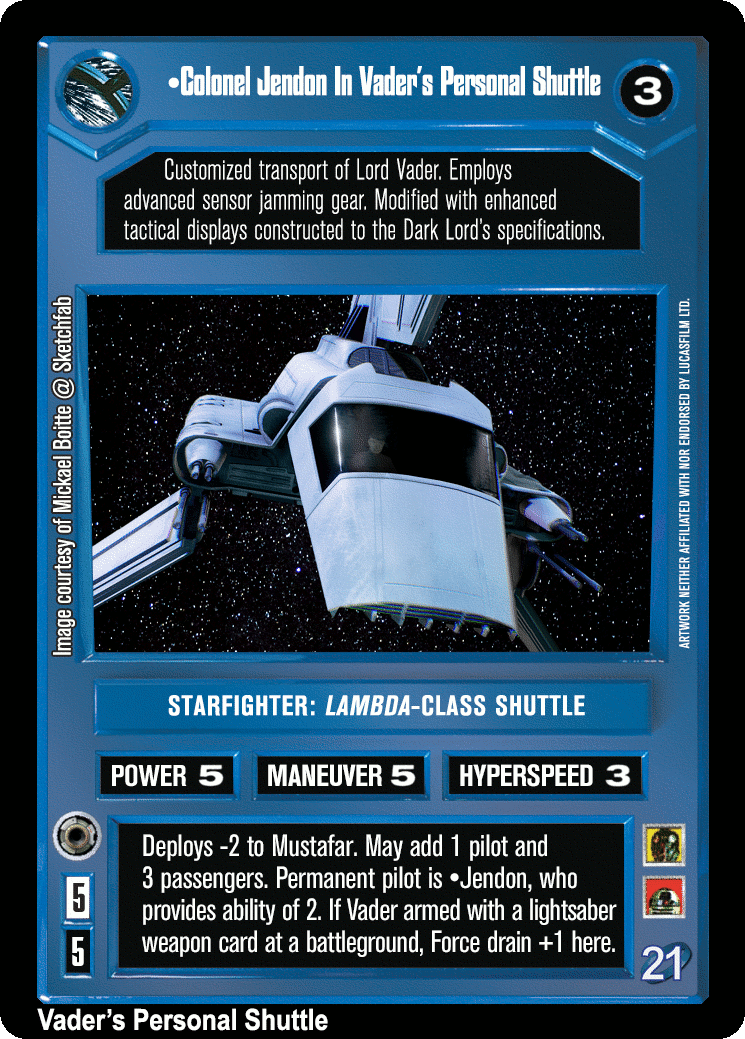 •Colonel Jendon In Vader's Personal Shuttle
3
Customized transport of Lord Vader. Employs
advanced sensor jamming gear. Modified with enhanced
tactical displays constructed to the Dark Lord's specifications.
Image courtesy of Mickael Boitte @ Sketchfab
ARTWORK NEITHER AFFILIATED WITH NOR ENDORSED BY LUCASFILM LTD.
STARFIGHTER: LAMBDA-CLASS SHUTTLE
POWER 5
MANEUVER 5
HYPERSPEED 3
Deploys -2 to Mustafar. May add 1 pilot and
3 passengers. Permanent pilot is •Jendon, who
provides ability of 2. If Vader armed with a lightsaber
weapon card at a battleground, Force drain +1 here.
5
5
21
Vader's Personal Shuttle